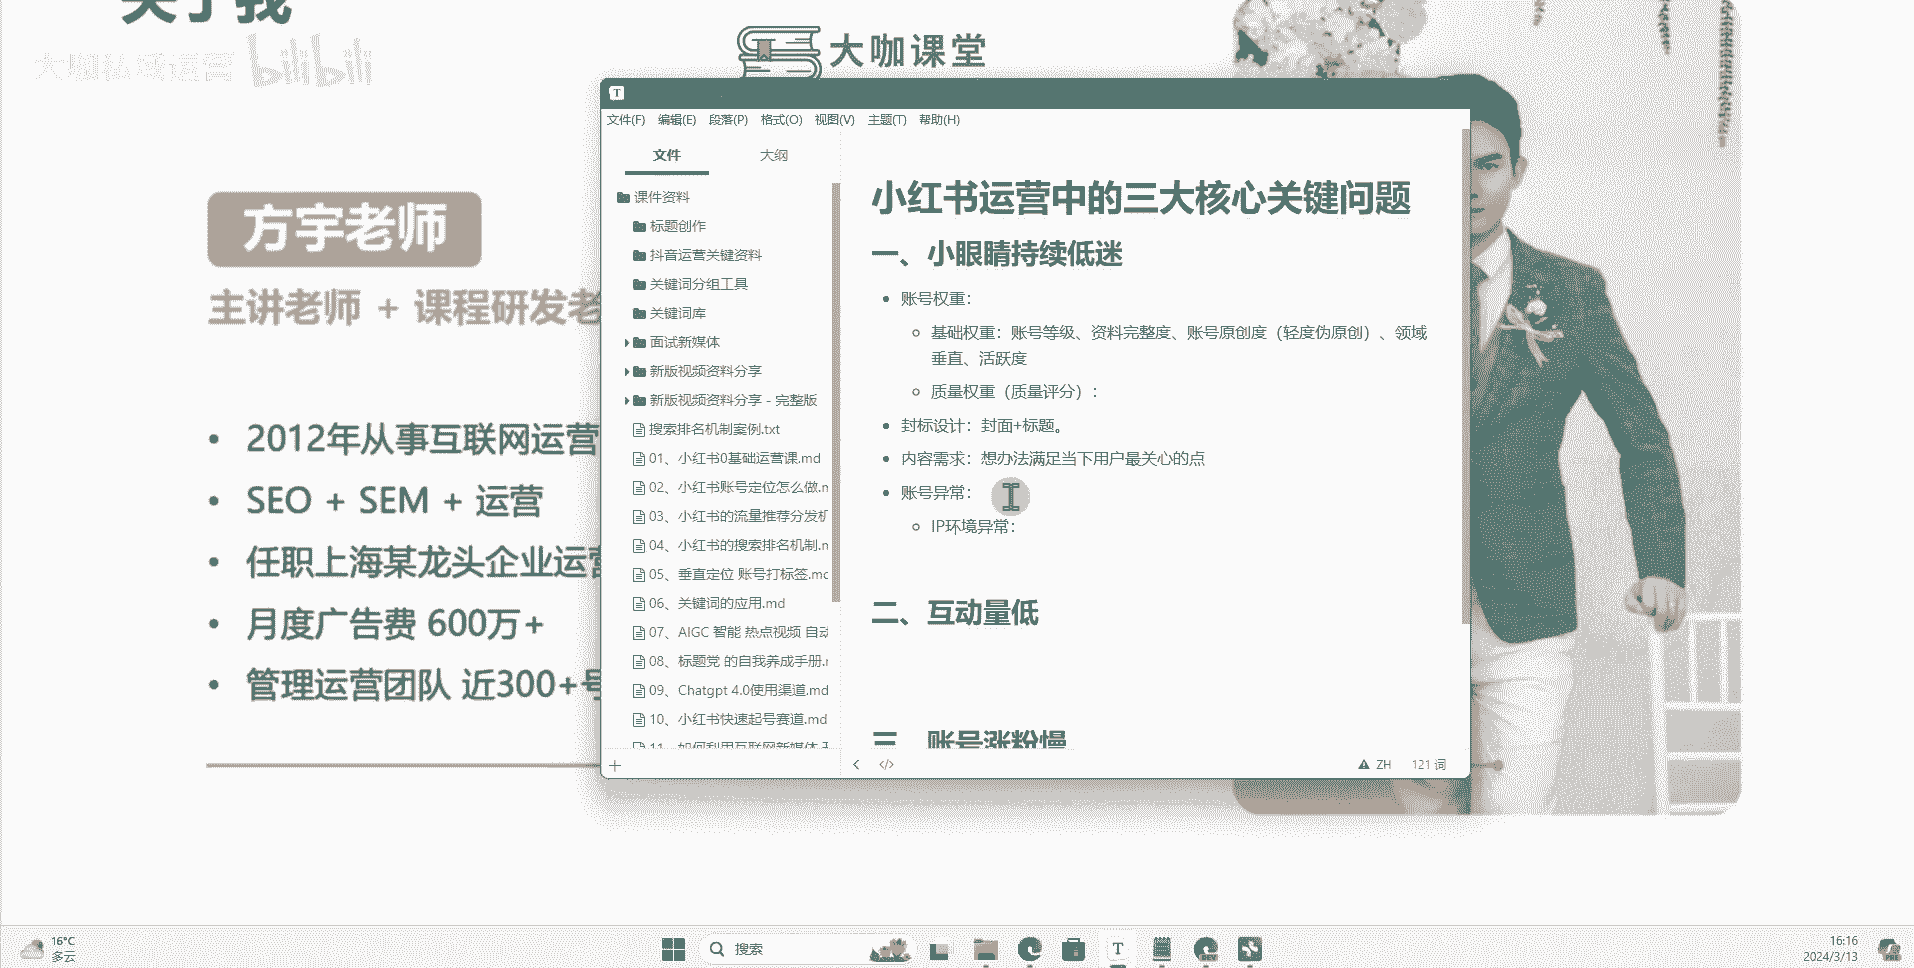 关于我
大咖私域运营 bilibili
大咖课堂
方宇老师
主讲老师 + 课程研发老
2012年从事互联网运营
SEO + SEM + 运营
任职上海某龙头企业运营
月度广告费 600万+
管理运营团队 近300+号
T
文件(F) 编辑(E) 段落(P) 格式(O) 视图(V) 主题(T) 帮助(H)
文件 大纲
课件资料
标题创作
抖音运营关键资料
关键词分组工具
关键词库
面试新媒体
新版视频资料分享
新版视频资料分享 - 完整版
搜索排名机制案例.txt
01、小红书0基础运营课.md
02、小红书账号定位怎么做.m
03、小红书的流量推荐分发机
04、小红书的搜索排名机制.m
05、垂直定位 账号打标签.md
06、关键词的应用.md
07、AIGC 智能 热点视频 自动
08、标题党 的自我养成手册.m
09、Chatgpt 4.0使用渠道.md
10、小红书快速起号赛道.md
11、如何利用互联网新媒体
小红书运营中的三大核心关键问题
一、小眼睛持续低迷
账号权重：
基础权重：账号等级、资料完整度、账号原创度（轻度伪原创）、领域
垂直、活跃度
质量权重（质量评分）：
封标设计：封面+标题。
内容需求：想办法满足当下用户最关心的点
账号异常：
IP环境异常：
二、互动量低
三、账号涨粉慢
ZH 121 词
16°C
多云
搜索
T
DEV
16:16
2024/3/13
PRE